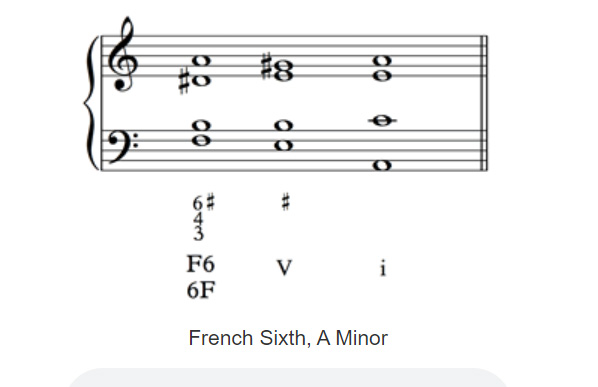 6♯ ♯
4
3
F6 V i
6F
French Sixth, A Minor